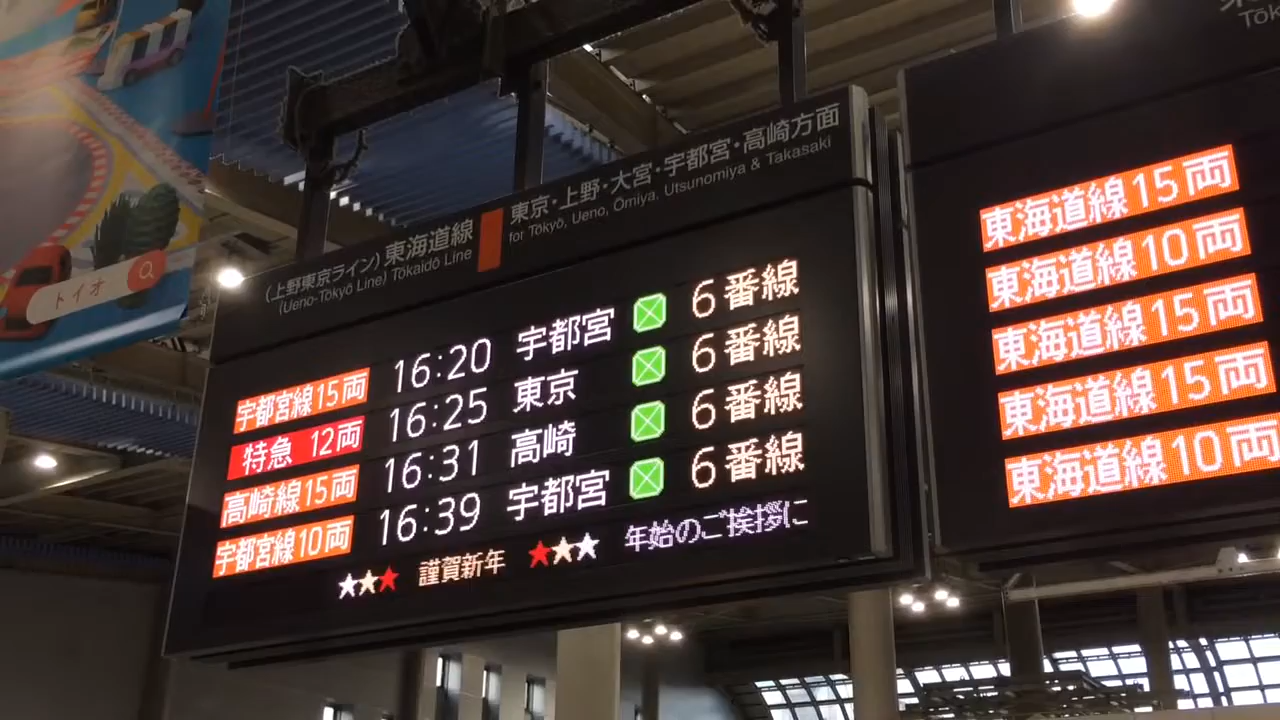 トイオ
(上野東京ライン) 東海道線
(Ueno-Tōkyō Line) Tōkaidō Line
東京・上野・大宮・宇都宮・高崎方面
for Tōkyō, Ueno, Ōmiya, Utsunomiya & Takasaki
宇都宮線15両 16:20 宇都宮 6番線
特急 12両 16:25 東京 6番線
高崎線15両 16:31 高崎 6番線
宇都宮線10両 16:39 宇都宮 6番線
★★★ 謹賀新年 ★★★ 年始のご挨拶に
東海道線15両
東海道線10両
東海道線15両
東海道線15両
東海道線10両